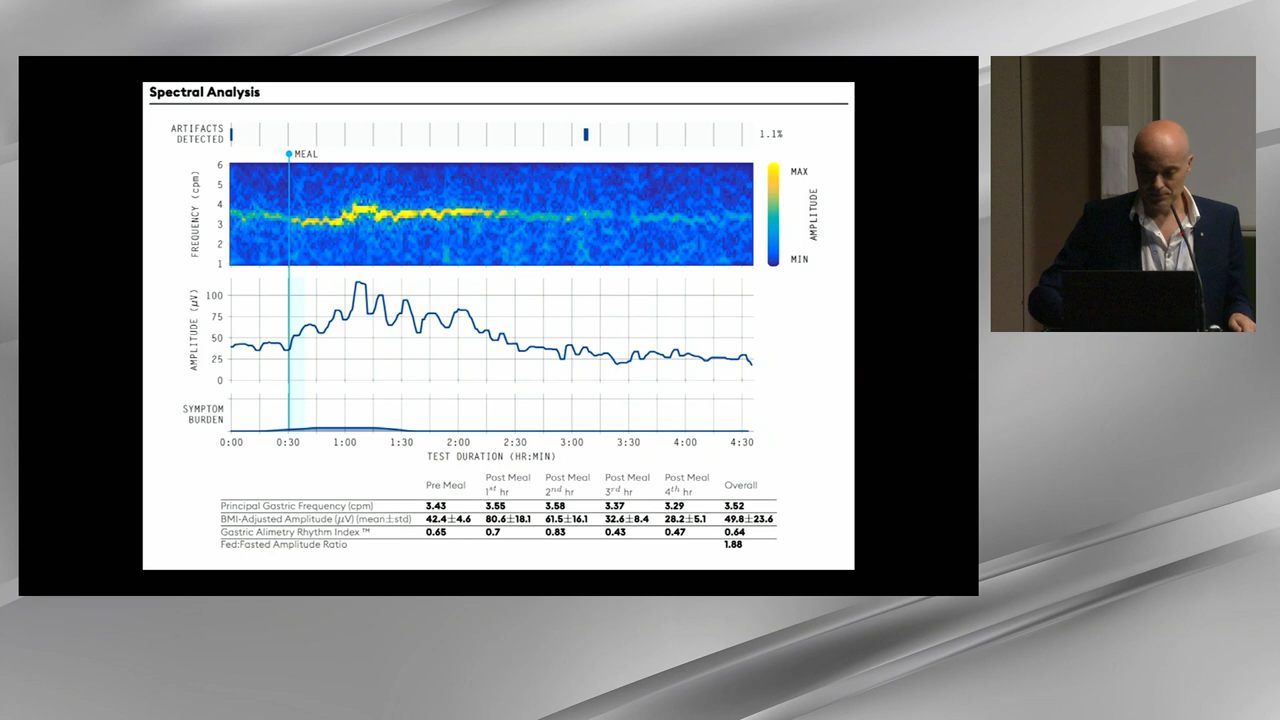 Spectral Analysis
ARTIFACTS DETECTED
1.1%
MEAL
FREQUENCY (cpm)
6
5
4
3
2
1
MAX
AMPLITUDE
MIN
AMPLITUDE (μV)
100
75
50
25
0
SYMPTOM BURDEN
0:00 0:30 1:00 1:30 2:00 2:30 3:00 3:30 4:00 4:30
TEST DURATION (HR:MIN)
Pre Meal Post Meal 1st hr Post Meal 2nd hr Post Meal 3rd hr Post Meal 4th hr Overall
Principal Gastric Frequency (cpm) 3.43 3.55 3.58 3.37 3.29 3.52
BMI-Adjusted Amplitude (μV) (mean±std) 42.4±4.6 80.6±18.1 61.5±16.1 32.6±8.4 28.2±5.1 49.8±23.6
Gastric Alimetry Rhythm Index ™ 0.65 0.7 0.83 0.43 0.47 0.64
Fed:Fasted Amplitude Ratio 1.88